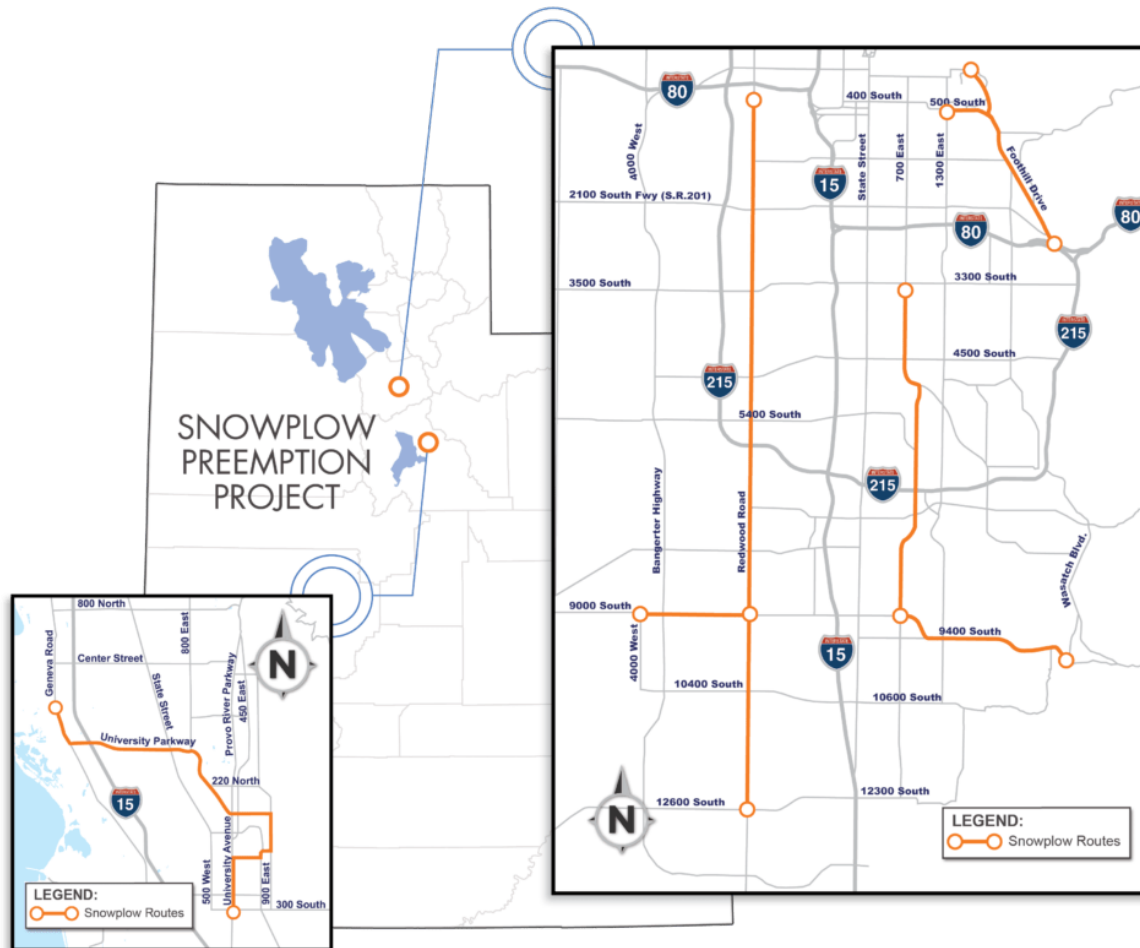 SNOWPLOW
PREEMPTION
PROJECT
80
400 South
500 South
4000 West
State Street
700 East
1300 East
Foothill Drive
15
2100 South Fwy (S.R.201)
80
80
3500 South
3300 South
215
4500 South
215
5400 South
215
Bangerter Highway
Redwood Road
Wasatch Blvd.
9000 South
9400 South
4000 West
15
10400 South
10600 South
12600 South
12300 South
N
LEGEND:
Snowplow Routes
800 North
800 East
Geneva Road
Center Street
State Street
Provo River Parkway
450 East
N
University Parkway
220 North
15
500 West
University Avenue
900 East
300 South
LEGEND:
Snowplow Routes